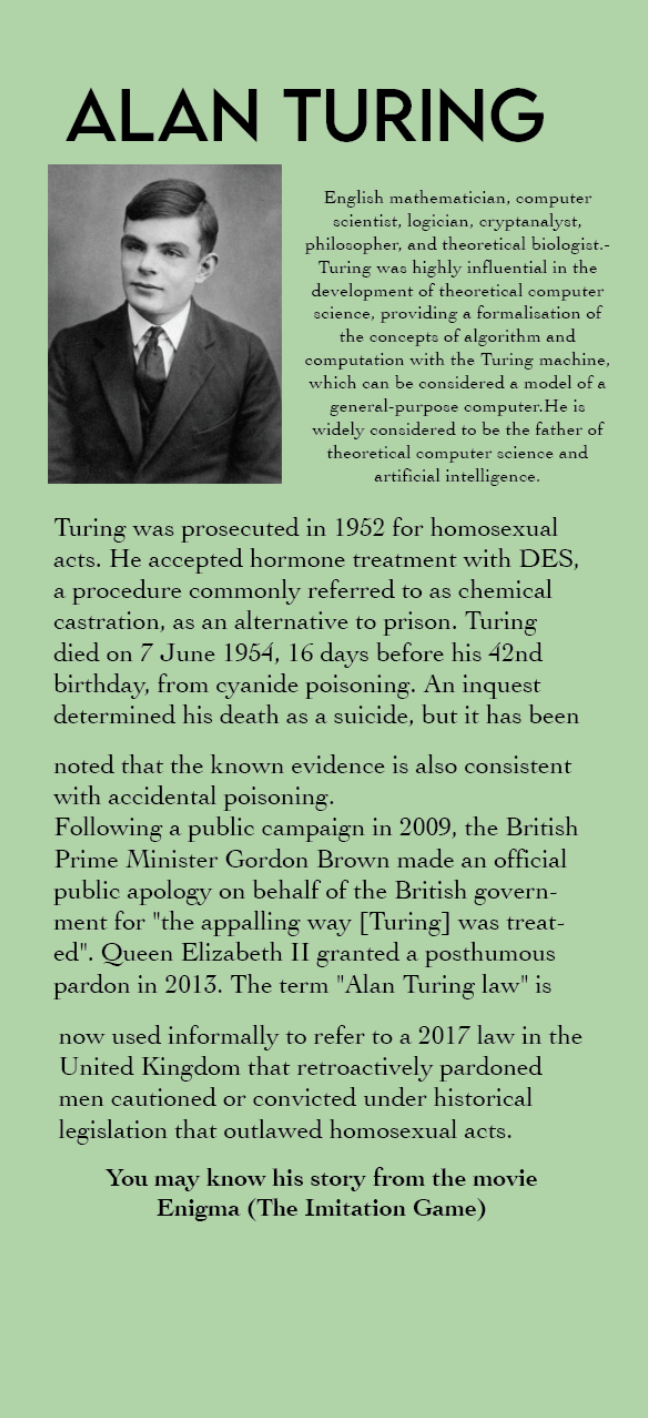 ALAN TURING
English mathematician, computer
scientist, logician, cryptanalyst,
philosopher, and theoretical biologist.-
Turing was highly influential in the
development of theoretical computer
science, providing a formalisation of
the concepts of algorithm and
computation with the Turing machine,
which can be considered a model of a
general-purpose computer.He is
widely considered to be the father of
theoretical computer science and
artificial intelligence.
Turing was prosecuted in 1952 for homosexual
acts. He accepted hormone treatment with DES,
a procedure commonly referred to as chemical
castration, as an alternative to prison. Turing
died on 7 June 1954, 16 days before his 42nd
birthday, from cyanide poisoning. An inquest
determined his death as a suicide, but it has been
noted that the known evidence is also consistent
with accidental poisoning.
Following a public campaign in 2009, the British
Prime Minister Gordon Brown made an official
public apology on behalf of the British govern-
ment for "the appalling way [Turing] was treat-
ed". Queen Elizabeth II granted a posthumous
pardon in 2013. The term "Alan Turing law" is
now used informally to refer to a 2017 law in the
United Kingdom that retroactively pardoned
men cautioned or convicted under historical
legislation that outlawed homosexual acts.
You may know his story from the movie
Enigma (The Imitation Game)